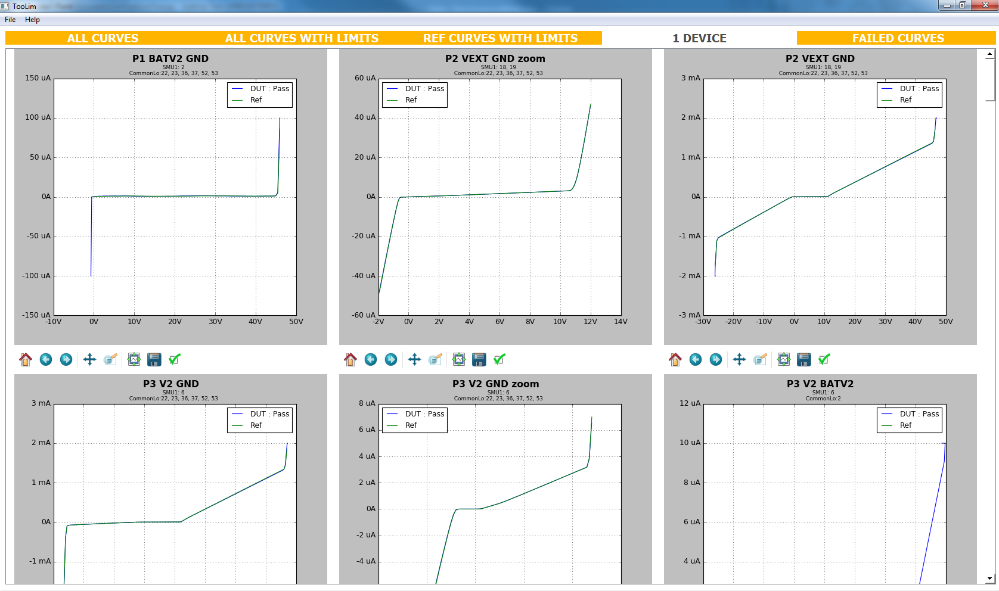 TooLim
File Help
ALL CURVES ALL CURVES WITH LIMITS REF CURVES WITH LIMITS 1 DEVICE FAILED CURVES
P1 BATV2 GND
SMU1: 2
CommonLo:22, 23, 36, 37, 52, 53
DUT : Pass
Ref
150 uA
100 uA
50 uA
0A
-50 uA
-100 uA
-150 uA
-10V 0V 10V 20V 30V 40V 50V
P2 VEXT GND zoom
SMU1: 18, 19
CommonLo:22, 23, 36, 37, 52, 53
DUT : Pass
Ref
60 uA
40 uA
20 uA
0A
-20 uA
-40 uA
-60 uA
-2V 0V 2V 4V 6V 8V 10V 12V 14V
P2 VEXT GND
SMU1: 18, 19
CommonLo:22, 23, 36, 37, 52, 53
DUT : Pass
Ref
3 mA
2 mA
1 mA
0A
-1 mA
-2 mA
-3 mA
-30V -20V -10V 0V 10V 20V 30V 40V 50V
P3 V2 GND
SMU1: 6
CommonLo:22, 23, 36, 37, 52, 53
DUT : Pass
Ref
3 mA
2 mA
1 mA
0A
-1 mA
P3 V2 GND zoom
SMU1: 6
CommonLo:22, 23, 36, 37, 52, 53
DUT : Pass
Ref
8 uA
6 uA
4 uA
2 uA
0A
-2 uA
-4 uA
P3 V2 BATV2
SMU1: 6
CommonLo:2
DUT : Pass
Ref
12 uA
10 uA
8 uA
6 uA
4 uA